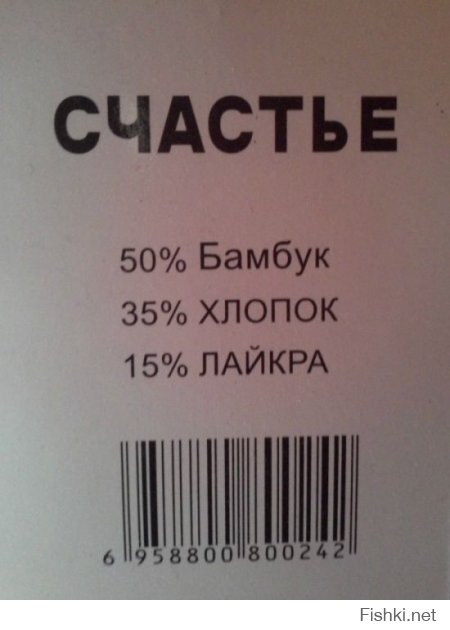 СЧАСТЬЕ
50% Бамбук
35% ХЛОПОК
15% ЛАЙКРА
6 958800 800242
Fishki.net